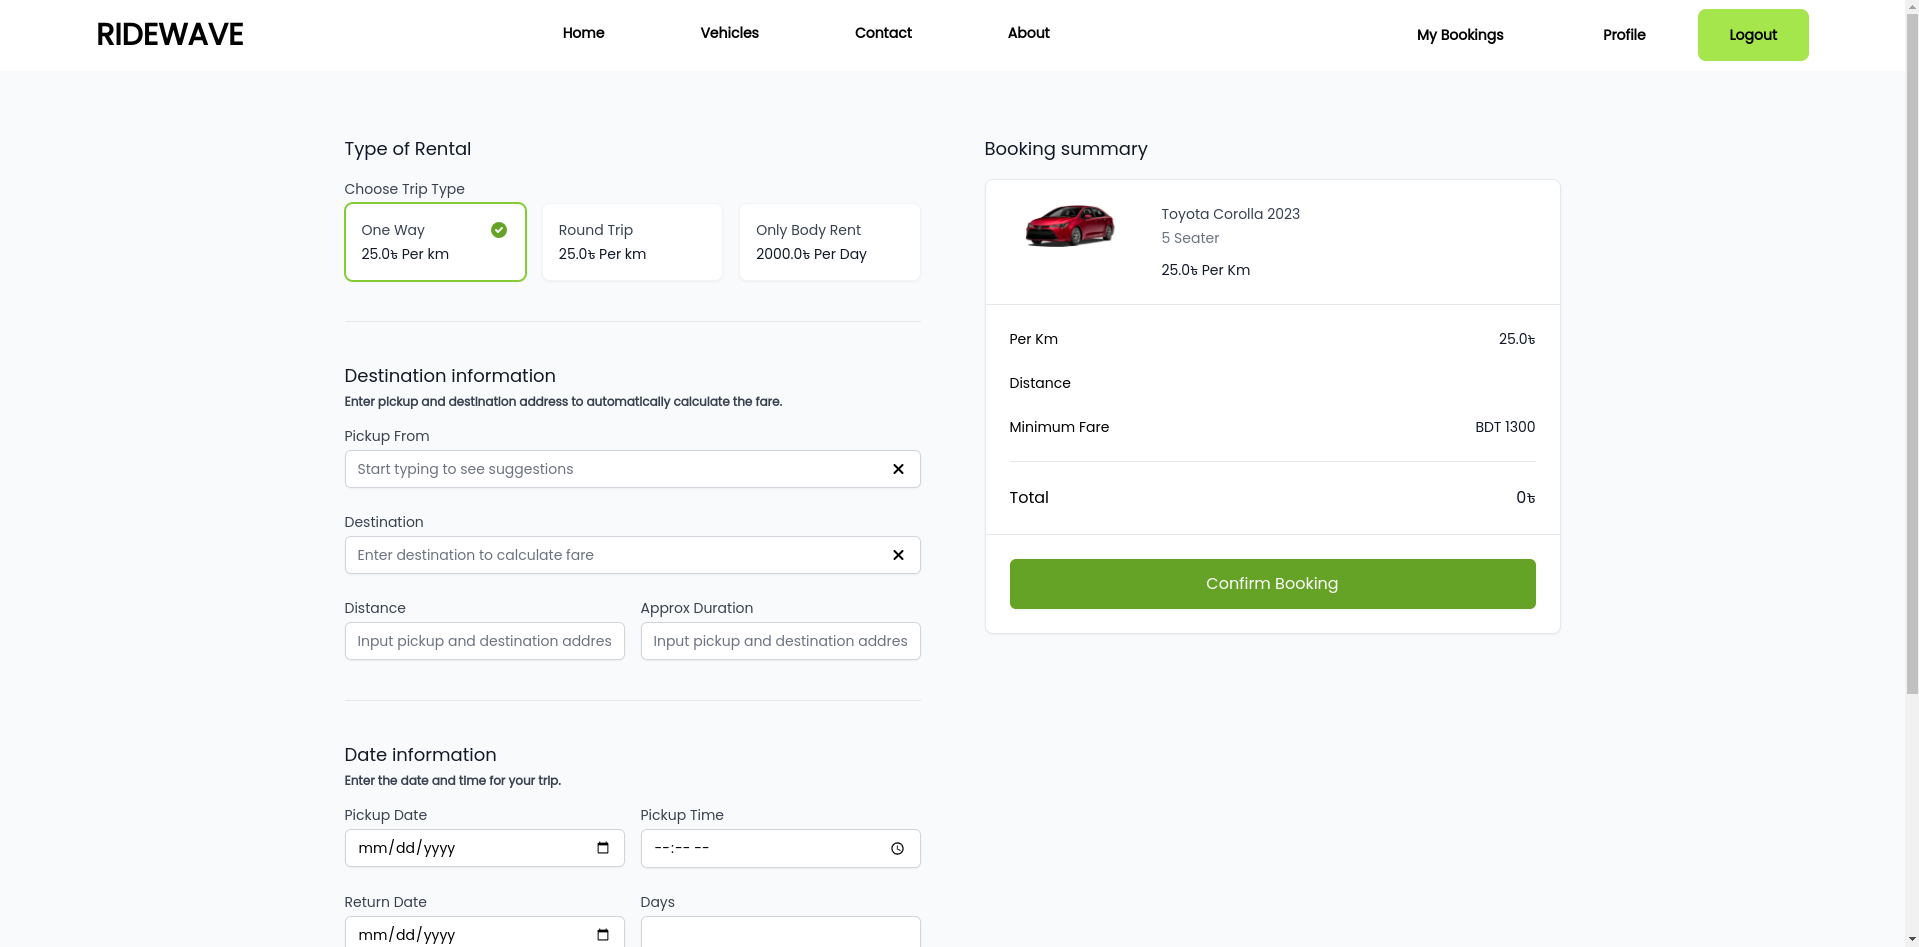 RIDEWAVE
Home
Vehicles
Contact
About
My Bookings
Profile
Logout
Type of Rental
Choose Trip Type
One Way
25.0৳ Per km
Round Trip
25.0৳ Per km
Only Body Rent
2000.0৳ Per Day
Destination information
Enter pickup and destination address to automatically calculate the fare.
Pickup From
Start typing to see suggestions
Destination
Enter destination to calculate fare
Distance
Approx Duration
Input pickup and destination addres
Input pickup and destination addres
Date information
Enter the date and time for your trip.
Pickup Date
Pickup Time
mm/dd/yyyy
--:-- --
Return Date
Days
mm/dd/yyyy
Booking summary
Toyota Corolla 2023
5 Seater
25.0৳ Per Km
Per Km 25.0৳
Distance
Minimum Fare BDT 1300
Total 0৳
Confirm Booking